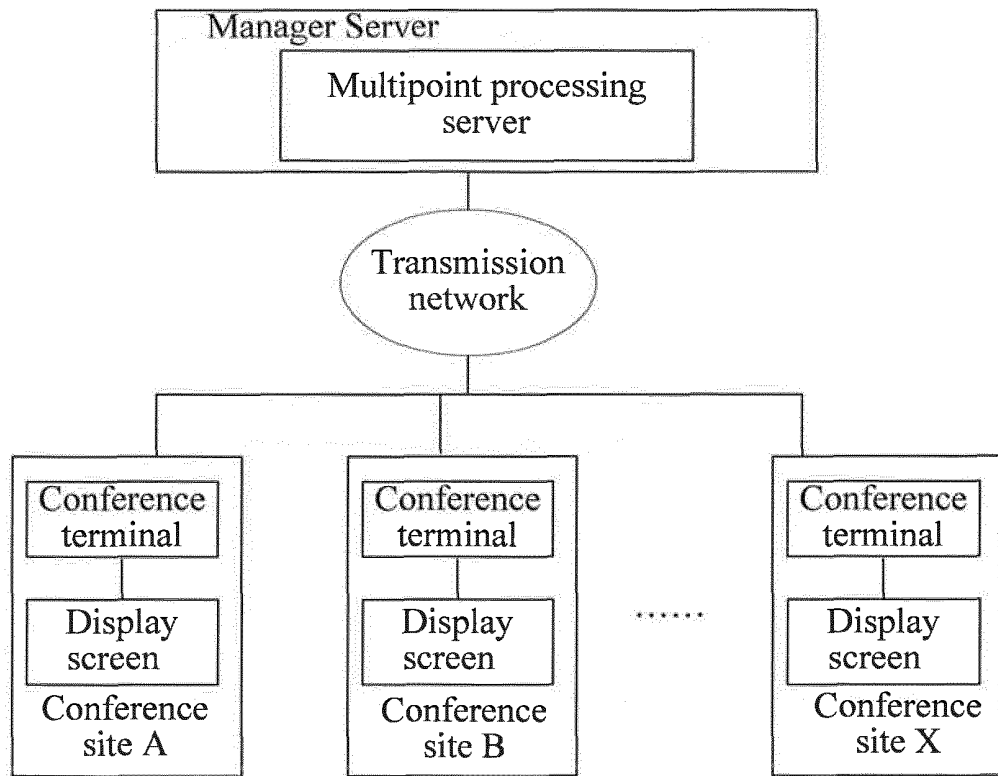 Manager Server
Multipoint processing
server
Transmission
network
Conference
terminal
Display
screen
Conference
site A
Conference
terminal
Display
screen
Conference
site B
......
Conference
terminal
Display
screen
Conference
site X